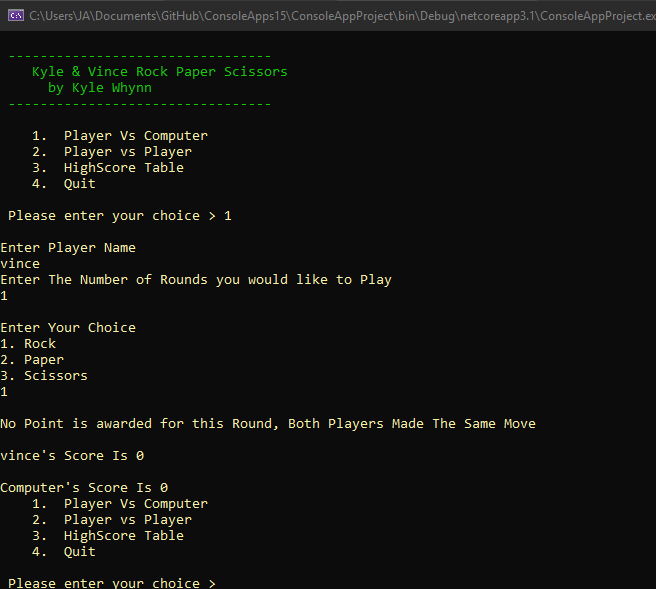 C:\Users\JA\Documents\GitHub\ConsoleApps15\ConsoleAppProject\bin\Debug\netcoreapp3.1\ConsoleAppProject.ex
---------------------------------
Kyle & Vince Rock Paper Scissors
by Kyle Whynn
---------------------------------
1. Player Vs Computer
2. Player vs Player
3. HighScore Table
4. Quit
Please enter your choice > 1
Enter Player Name
vince
Enter The Number of Rounds you would like to Play
1
Enter Your Choice
1. Rock
2. Paper
3. Scissors
1
No Point is awarded for this Round, Both Players Made The Same Move
vince's Score Is 0
Computer's Score Is 0
1. Player Vs Computer
2. Player vs Player
3. HighScore Table
4. Quit
Please enter your choice >